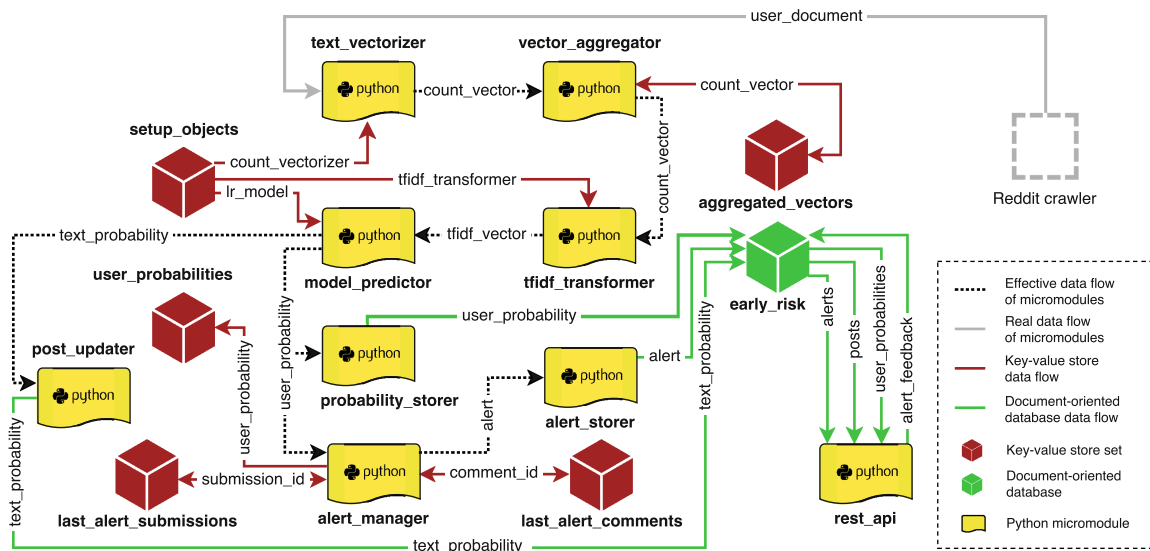 user_document
text_vectorizer
vector_aggregator
python
count_vector
python
count_vector
setup_objects
count_vectorizer
count_vector
tfidf_transformer
aggregated_vectors
Reddit crawler
lr_model
text_probability
python
tfidf_vector
python
user_probabilities
model_predictor
tfidf_transformer
early_risk
user_probability
user_probability
text_probability
alerts
posts
user_probabilities
alert_feedback
post_updater
python
python
alert
python
probability_storer
alert_storer
user_probability
alert
text_probability
submission_id
python
comment_id
python
last_alert_submissions
alert_manager
last_alert_comments
rest_api
text_probability
Effective data flow
of micromodules
Real data flow
of micromodules
Key-value store
data flow
Document-oriented
database data flow
Key-value store set
Document-oriented
database
Python micromodule